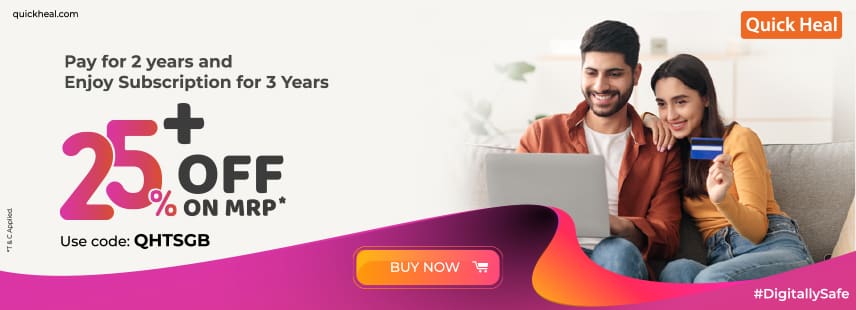 quickheal.com
Quick Heal
Pay for 2 years and
Enjoy Subscription for 3 Years
25+% OFF
ON MRP*
Use code: QHTSGB
*T & C Applied.
BUY NOW
#DigitallySafe